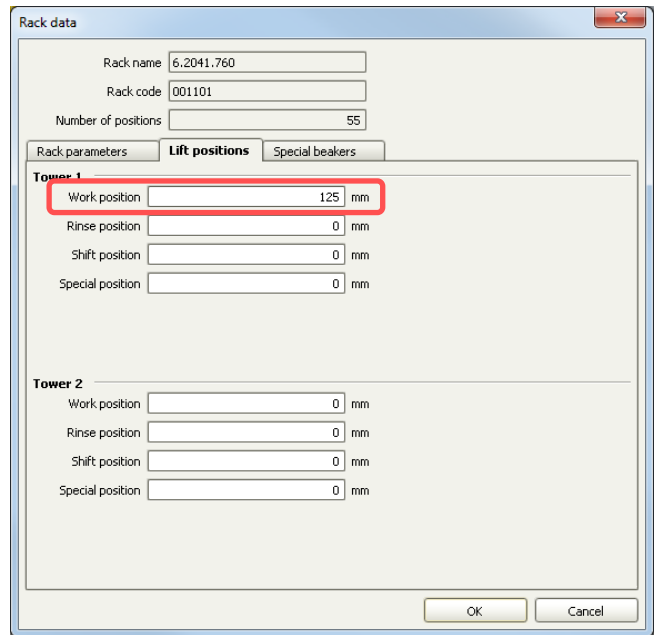 Rack data
Rack name 6.2041.760
Rack code 001101
Number of positions 55
Rack parameters Lift positions Special beakers
Tower 1
Work position 125 mm
Rinse position 0 mm
Shift position 0 mm
Special position 0 mm
Tower 2
Work position 0 mm
Rinse position 0 mm
Shift position 0 mm
Special position 0 mm
OK Cancel